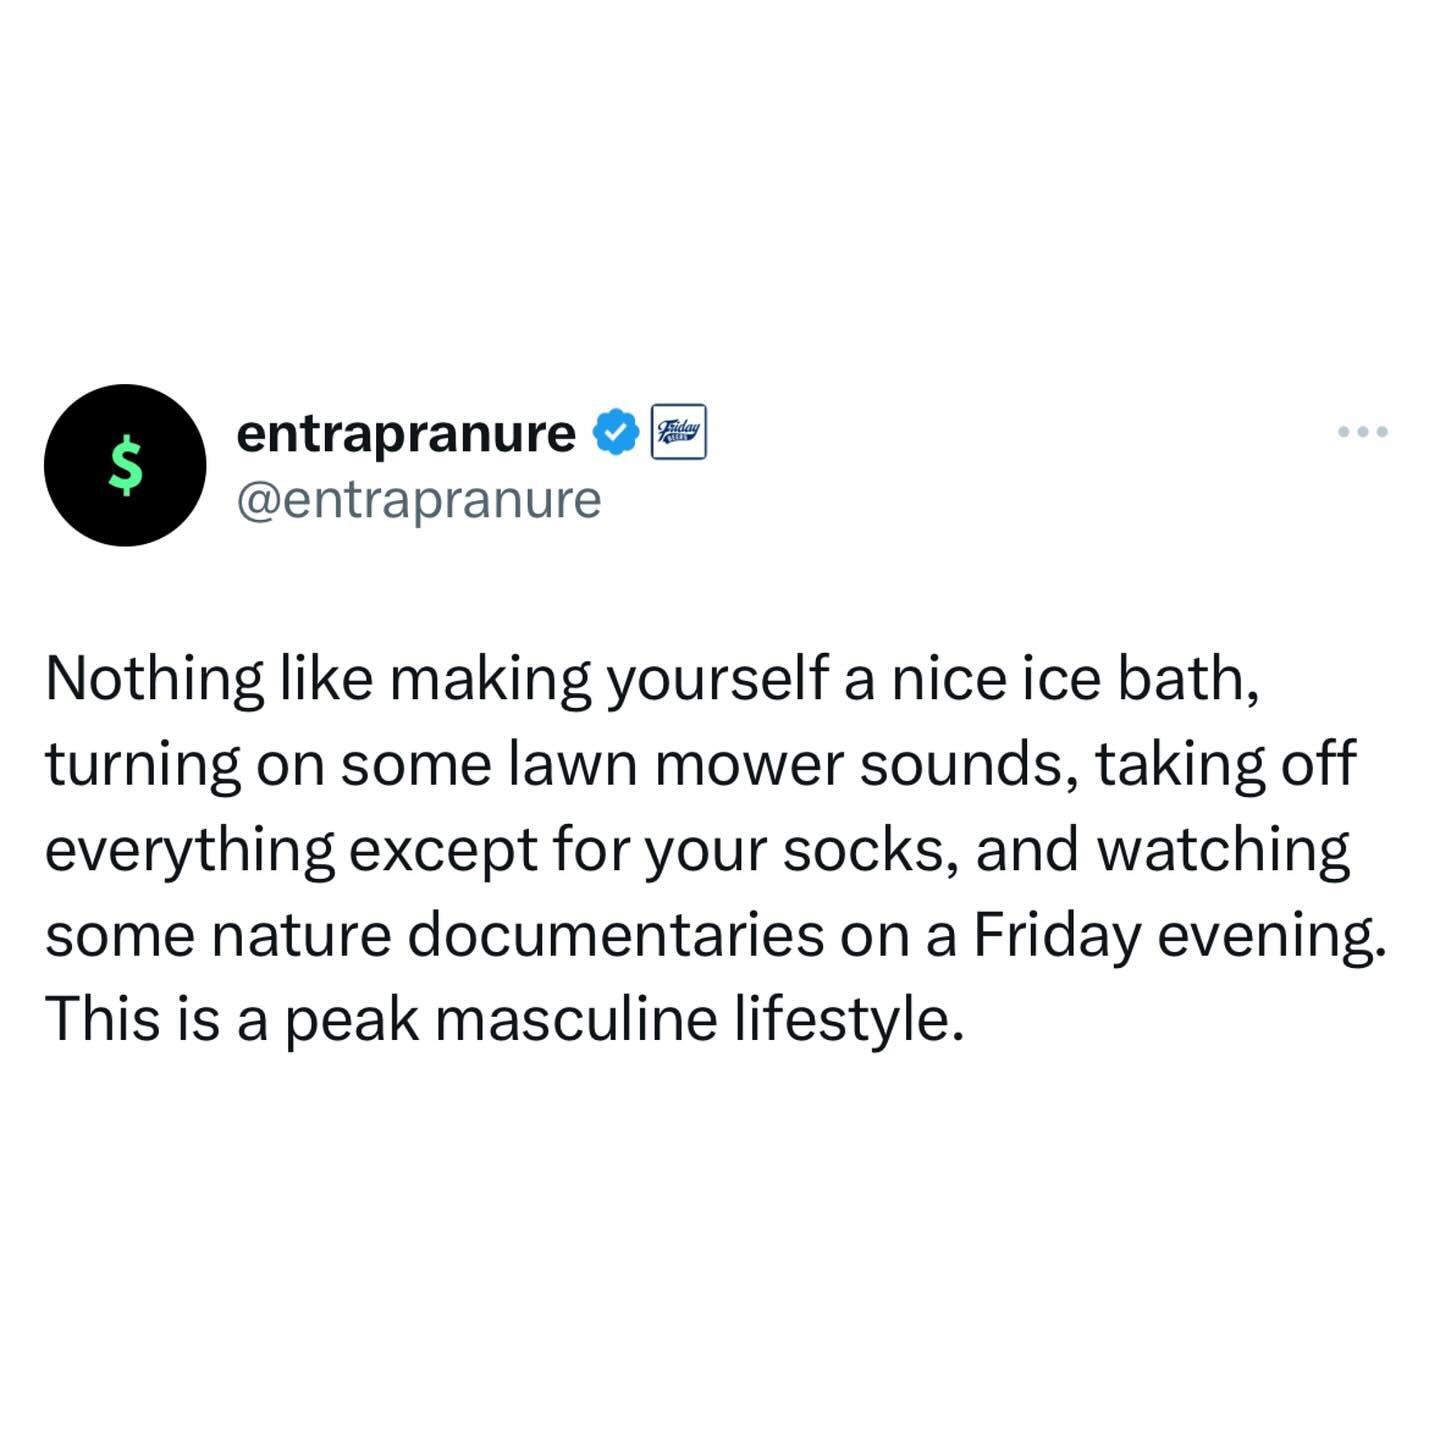 $
entrapranure
Friday
BEERS
@entrapranure
Nothing like making yourself a nice ice bath,
turning on some lawn mower sounds, taking off
everything except for your socks, and watching
some nature documentaries on a Friday evening.
This is a peak masculine lifestyle.